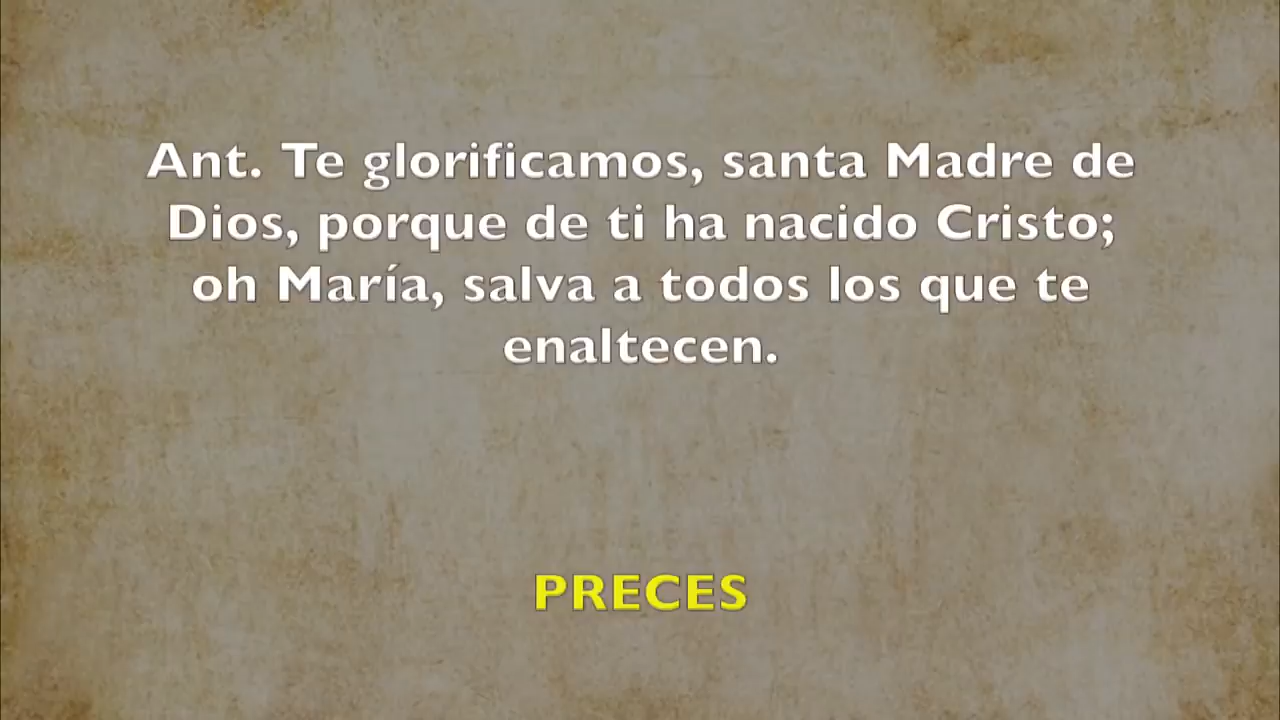 Ant. Te glorificamos, santa Madre de
Dios, porque de ti ha nacido Cristo;
oh María, salva a todos los que te
enaltecen.
PRECES